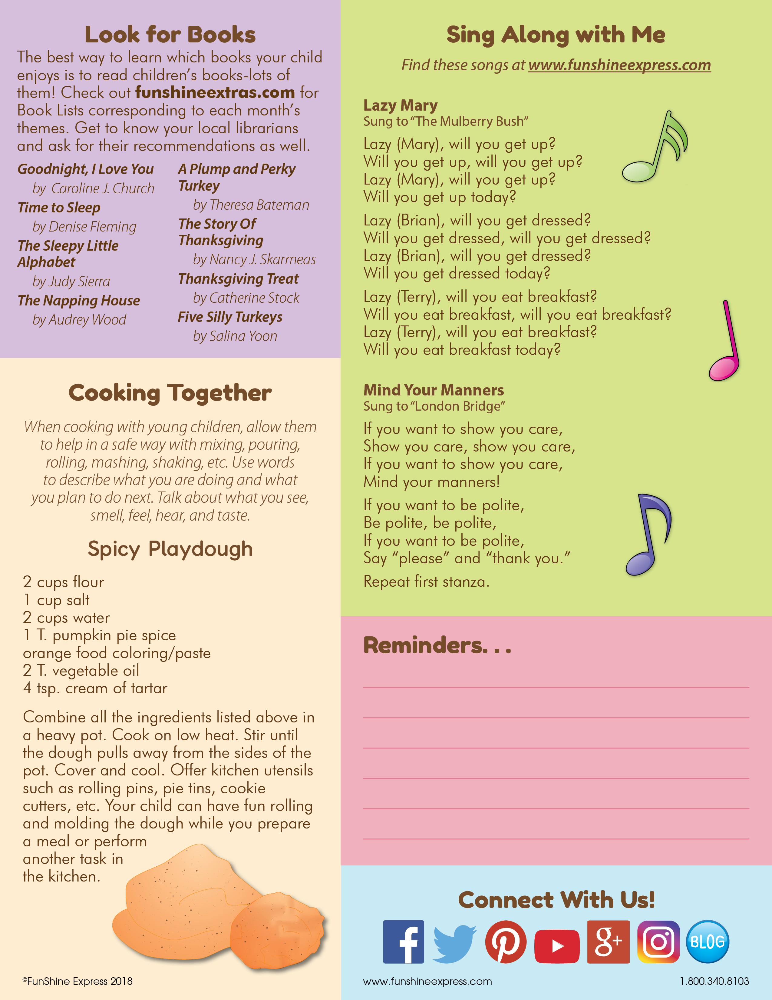 Look for Books
The best way to learn which books your child
enjoys is to read children's books-lots of
them! Check out funshineextras.com for
Book Lists corresponding to each month's
themes. Get to know your local librarians
and ask for their recommendations as well.
Goodnight, I Love You
by Caroline J. Church
Time to Sleep
by Denise Fleming
The Sleepy Little
Alphabet
by Judy Sierra
The Napping House
by Audrey Wood
A Plump and Perky
Turkey
by Theresa Bateman
The Story Of
Thanksgiving
by Nancy J. Skarmeas
Thanksgiving Treat
by Catherine Stock
Five Silly Turkeys
by Salina Yoon
Cooking Together
When cooking with young children, allow them
to help in a safe way with mixing, pouring,
rolling, mashing, shaking, etc. Use words
to describe what you are doing and what
you plan to do next. Talk about what you see,
smell, feel, hear, and taste.
Spicy Playdough
2 cups flour
1 cup salt
2 cups water
1 T. pumpkin pie spice
orange food coloring/paste
2 T. vegetable oil
4 tsp. cream of tartar
Combine all the ingredients listed above in
a heavy pot. Cook on low heat. Stir until
the dough pulls away from the sides of the
pot. Cover and cool. Offer kitchen utensils
such as rolling pins, pie tins, cookie
cutters, etc. Your child can have fun rolling
and molding the dough while you prepare
a meal or perform
another task in
the kitchen.
©FunShine Express 2018
Sing Along with Me
Find these songs at www.funshineexpress.com
Lazy Mary
Sung to "The Mulberry Bush"
Lazy (Mary), will you get up?
Will you get up, will you get up?
Lazy (Mary), will you get up?
Will you get up today?
Lazy (Brian), will you get dressed?
Will you get dressed, will you get dressed?
Lazy (Brian), will you get dressed?
Will you get dressed today?
Lazy (Terry), will you eat breakfast?
Will you eat breakfast, will you eat breakfast?
Lazy (Terry), will you eat breakfast?
Will you eat breakfast today?
Mind Your Manners
Sung to "London Bridge"
If you want to show you care,
Show you care, show you care,
If you want to show you care,
Mind your manners!
If you want to be polite,
Be polite, be polite,
If you want to be polite,
Say "please" and "thank you."
Repeat first stanza.
Reminders. . .
Connect With Us!
f
g+
BLOG
www.funshineexpress.com
1.800.340.8103